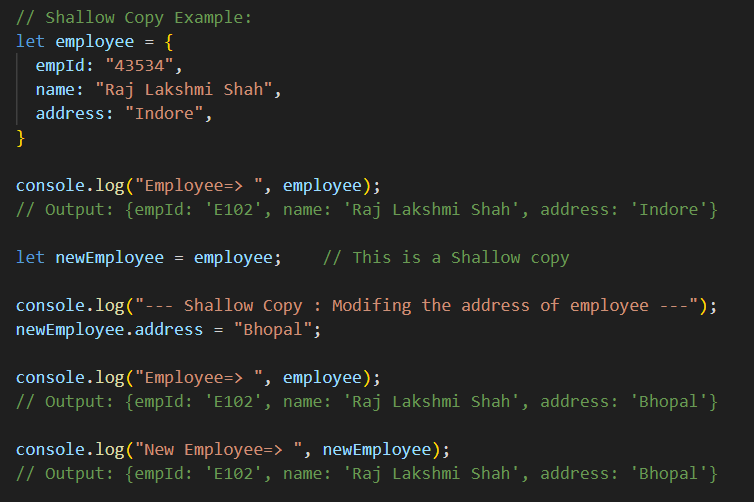 // Shallow Copy Example:
let employee = {
  empId: "43534",
  name: "Raj Lakshmi Shah",
  address: "Indore",
}
console.log("Employee=> ", employee);
// Output: {empId: 'E102', name: 'Raj Lakshmi Shah', address: 'Indore'}
let newEmployee = employee;    // This is a Shallow copy
console.log("--- Shallow Copy : Modifing the address of employee ---");
newEmployee.address = "Bhopal";
console.log("Employee=> ", employee);
// Output: {empId: 'E102', name: 'Raj Lakshmi Shah', address: 'Bhopal'}
console.log("New Employee=> ", newEmployee);
// Output: {empId: 'E102', name: 'Raj Lakshmi Shah', address: 'Bhopal'}